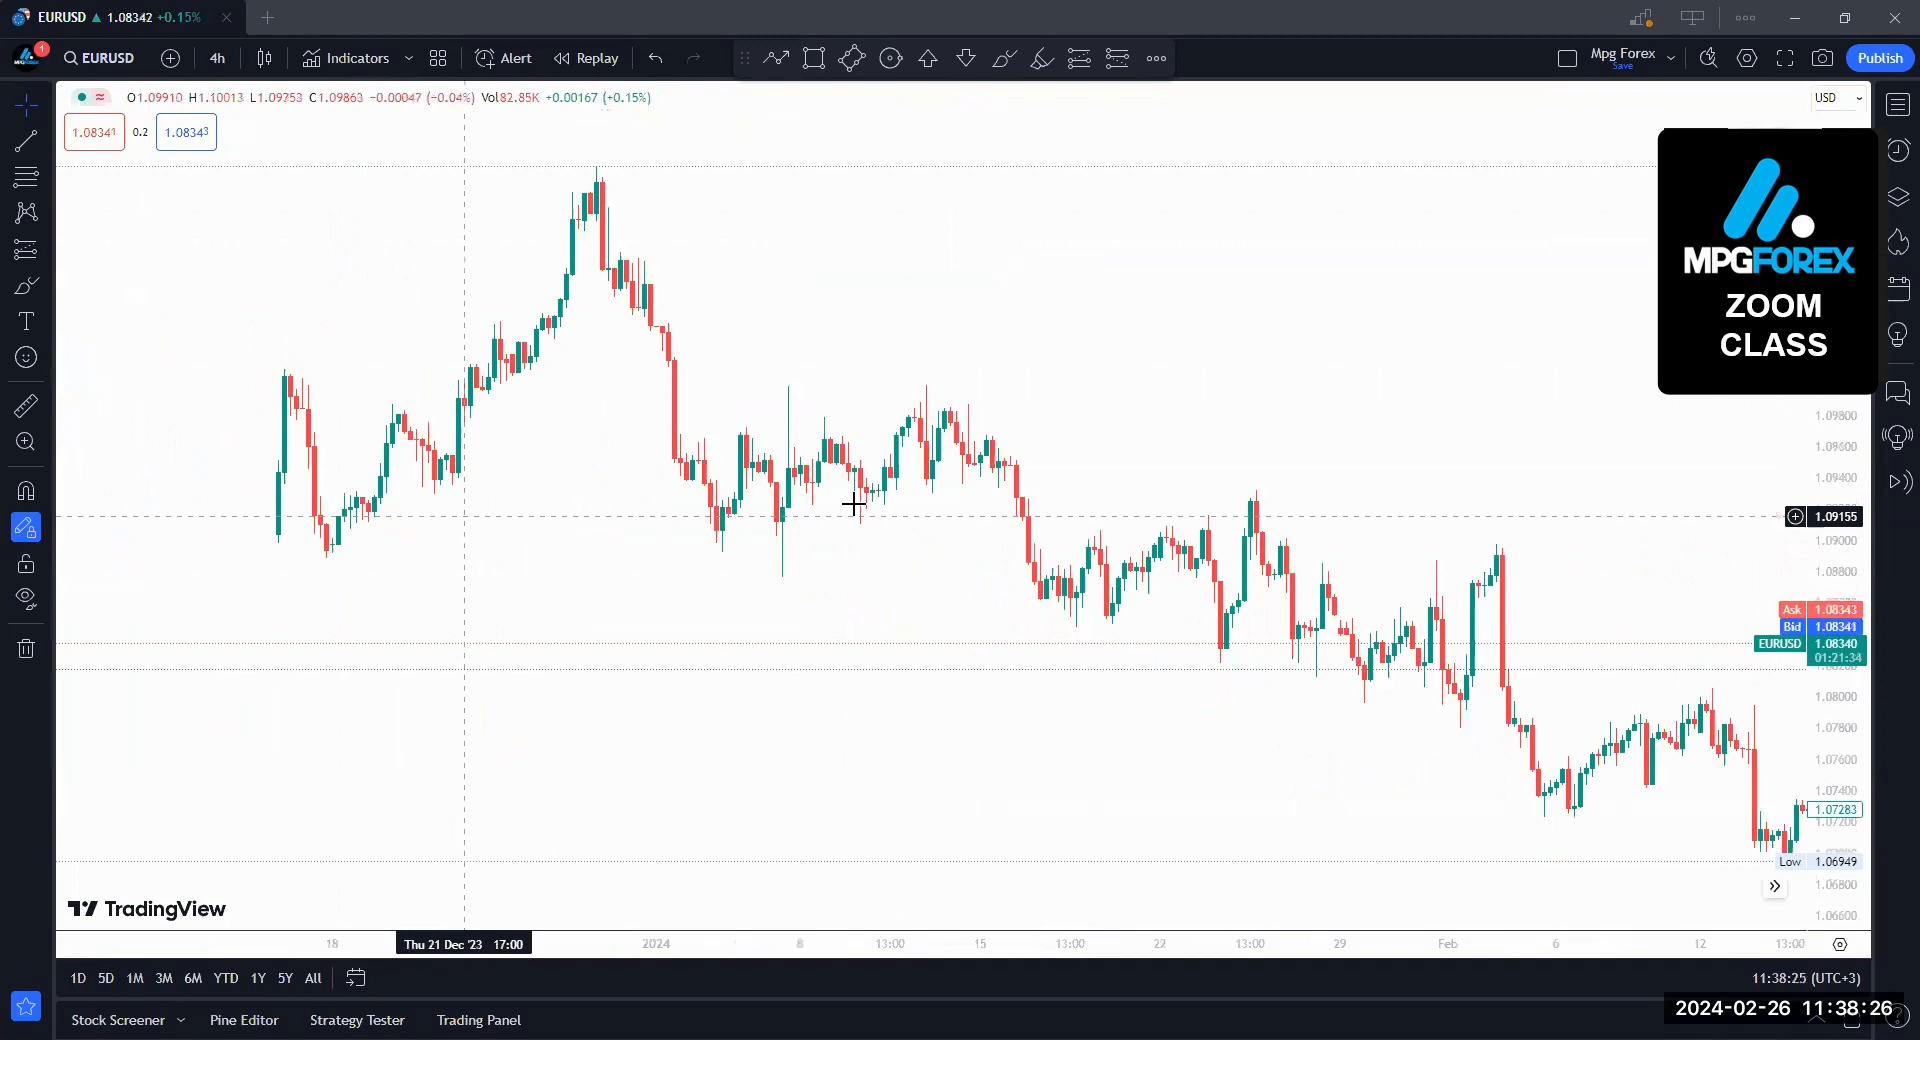 EURUSD ▲ 1.08342 +0.15%
1
EURUSD
4h
Indicators
Alert
Replay
Mpg Forex
Save
Publish
O1.09910 H1.10013 L1.09753 C1.09863 −0.00047 (−0.04%) Vol82.85K +0.00167 (+0.15%)
USD
1.08341
0.2
1.08343
MPGFOREX
ZOOM
CLASS
1.09800
1.09600
1.09400
1.09155
1.09000
1.08800
Ask 1.08343
Bid 1.08341
EURUSD 1.08340
01:21:34
1.08000
1.07800
1.07600
1.07400
1.07283
1.07200
Low 1.06949
1.06800
1.06600
TradingView
18
Thu 21 Dec '23 17:00
2024
8
13:00
15
13:00
22
13:00
29
Feb
6
12
13:00
1D 5D 1M 3M 6M YTD 1Y 5Y All
11:38:25 (UTC+3)
2024-02-26 11:38:26
Stock Screener
Pine Editor
Strategy Tester
Trading Panel